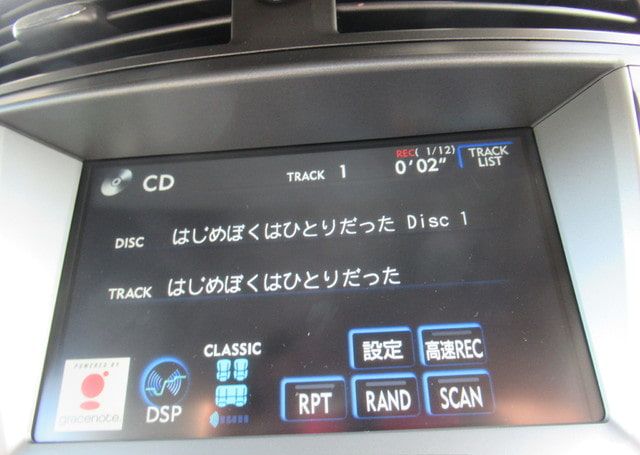 CD
TRACK 1
REC( 1/12)
0'02"
TRACK
LIST
DISC はじめぼくはひとりだった Disc 1
TRACK はじめぼくはひとりだった
POWERED BY
gracenote.
DSP
CLASSIC
設定
高速REC
RPT
RAND
SCAN